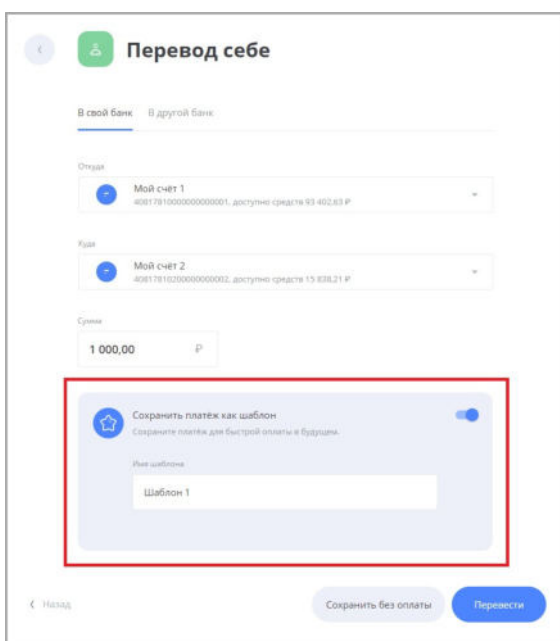 Перевод себе
В свой банк В другой банк
Откуда
Мой счёт 1
40817810000000000001, доступно средств 93 402,63 ₽
Куда
Мой счёт 2
40817810200000000002, доступно средств 15 838,21 ₽
Сумма
1 000,00 ₽
Сохранить платёж как шаблон
Сохраните платёж для быстрой оплаты в будущем.
Имя шаблона
Шаблон 1
Назад Сохранить без оплаты Перевести